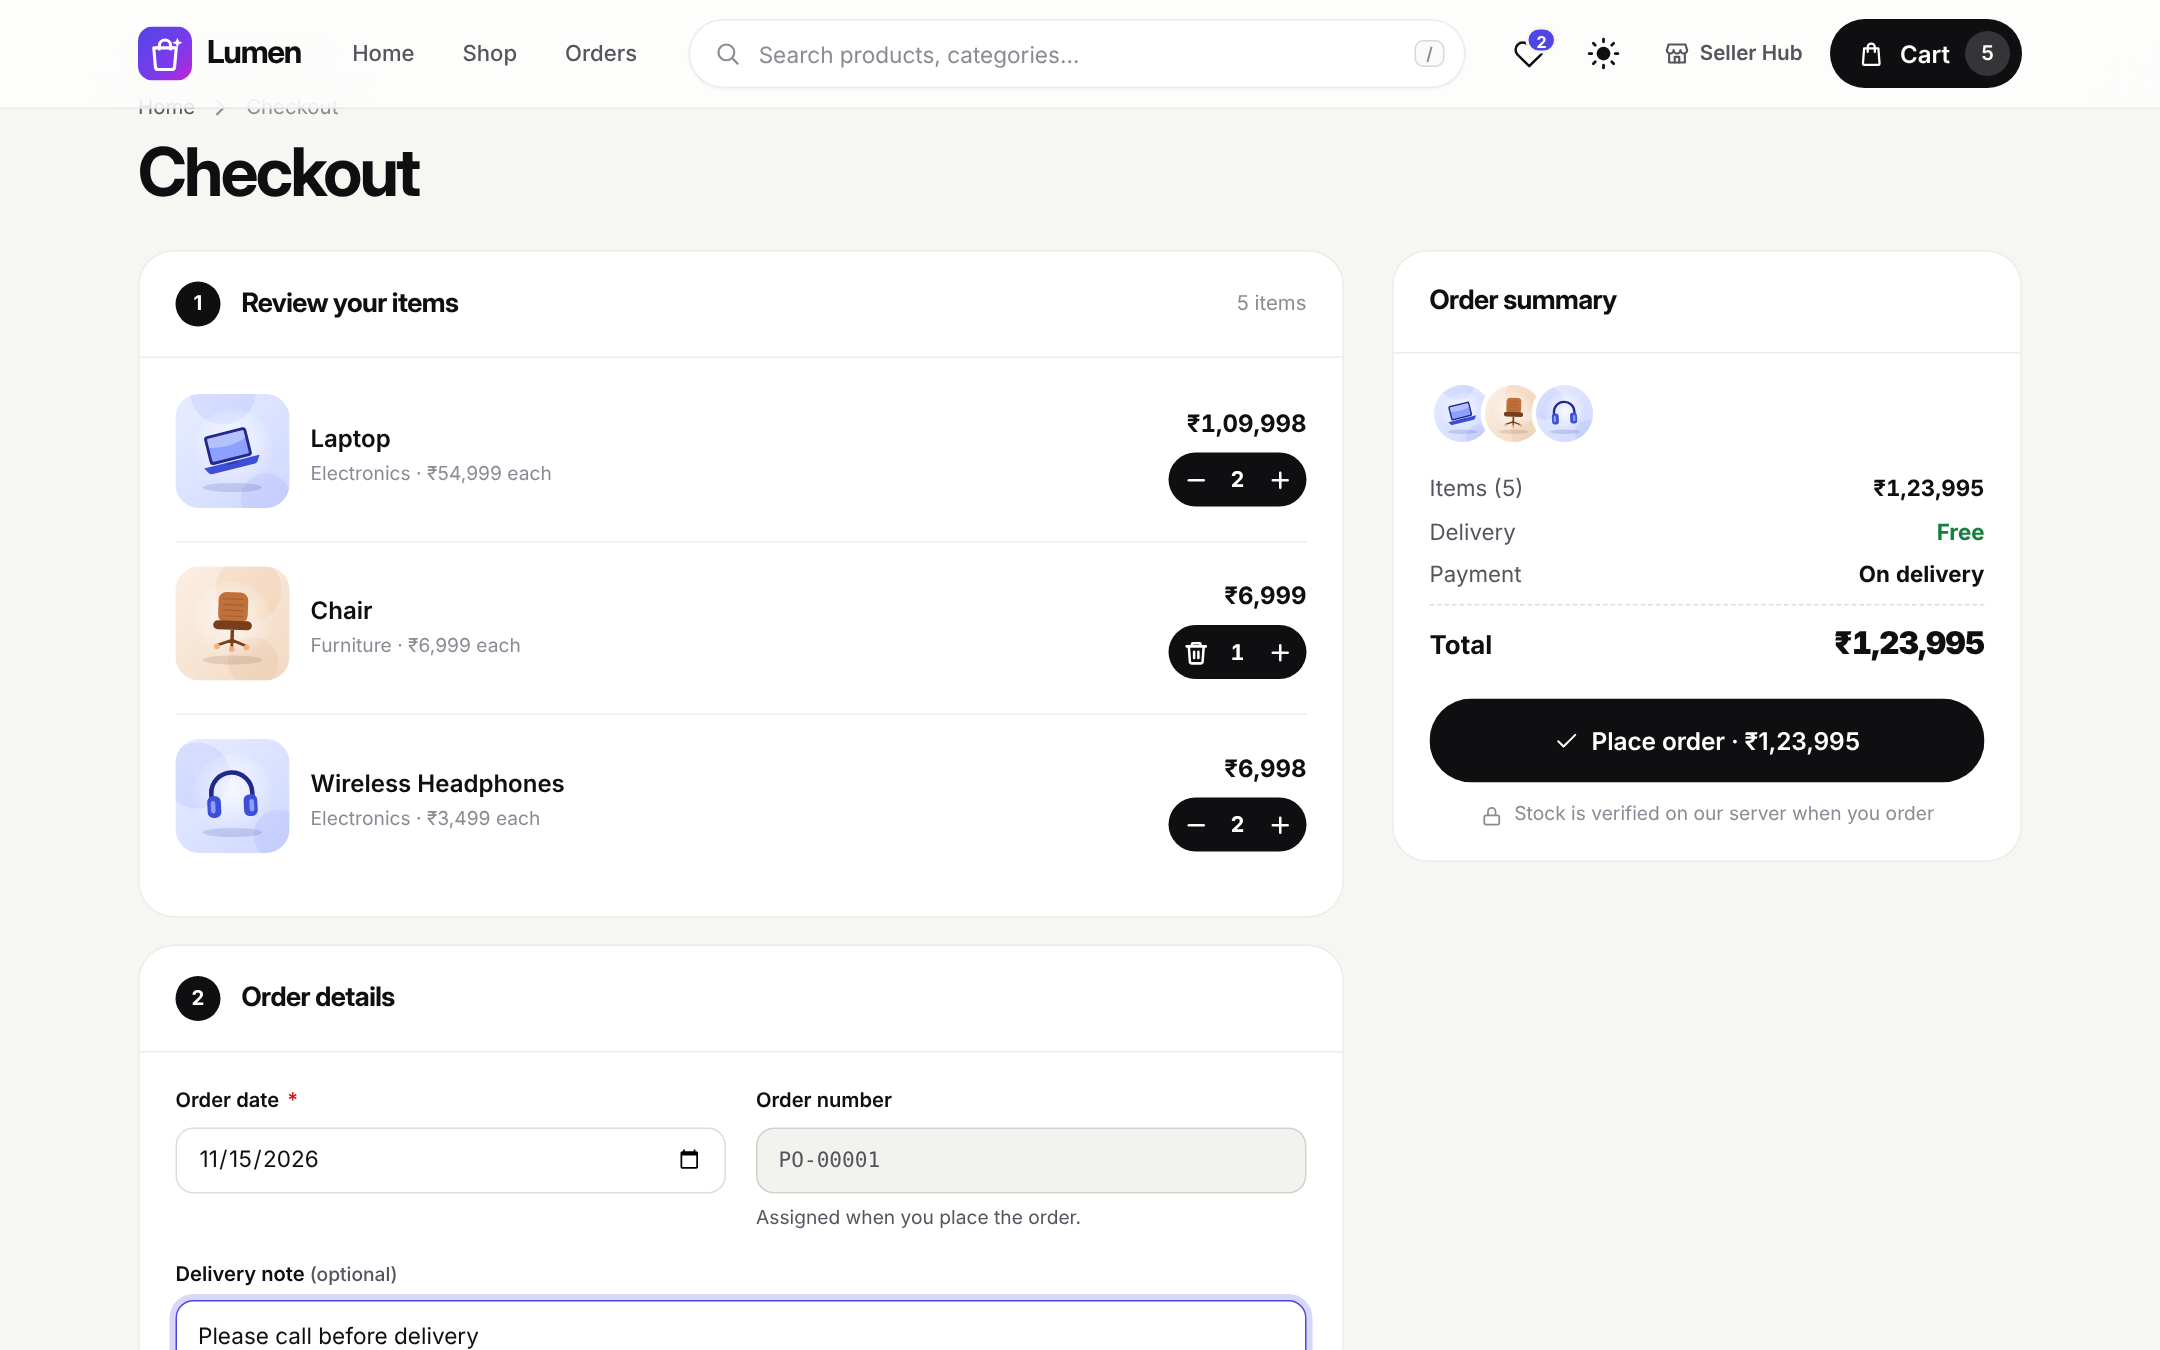 Lumen
Home
Shop
Orders
Search products, categories...
/
2
Seller Hub
Cart
5
Home
Checkout
Checkout
1
Review your items
5 items
Laptop
Electronics · ₹54,999 each
₹1,09,998
2
Chair
Furniture · ₹6,999 each
₹6,999
1
Wireless Headphones
Electronics · ₹3,499 each
₹6,998
2
Order summary
Items (5)
₹1,23,995
Delivery
Free
Payment
On delivery
Total
₹1,23,995
Place order · ₹1,23,995
Stock is verified on our server when you order
2
Order details
Order date *
11/15/2026
Order number
PO-00001
Assigned when you place the order.
Delivery note (optional)
Please call before delivery